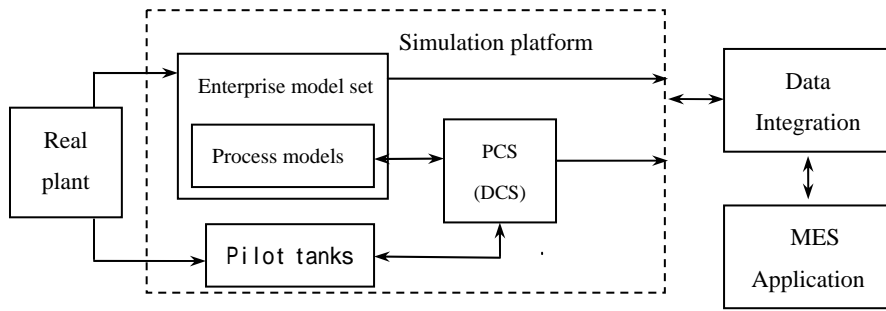 Simulation platform
Enterprise model set
Process models
Real
plant
PCS
(DCS)
Pilot tanks
Data
Integration
MES
Application